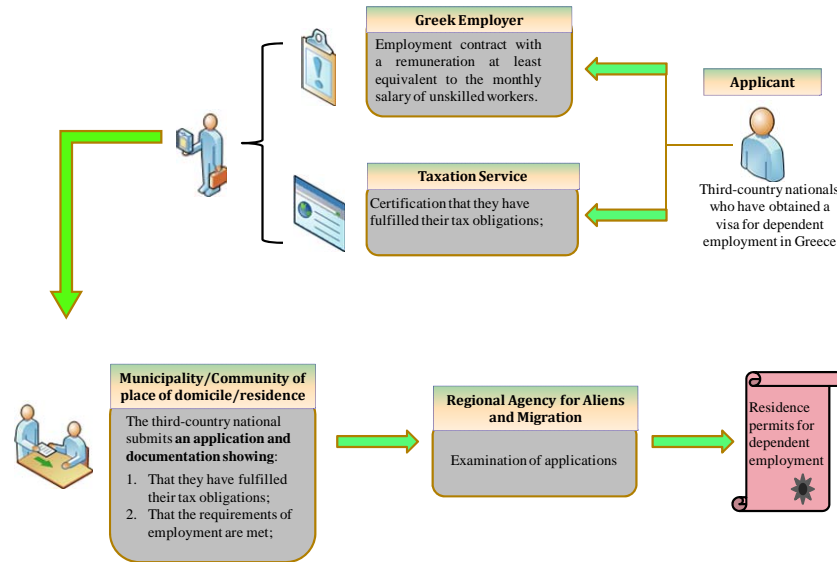 Greek Employer
Employment contract with
a remuneration at least
equivalent to the monthly
salary of unskilled workers.
Applicant
Third-country nationals
who have obtained a
visa for dependent
employment in Greece
Taxation Service
Certification that they have
fulfilled their tax obligations;
Municipality/Community of
place of domicile/residence
The third-country national
submits an application and
documentation showing:
1. That they have fulfilled
their tax obligations;
2. That the requirements of
employment are met;
Regional Agency for Aliens
and Migration
Examination of applications
Residence
permits for
dependent
employment